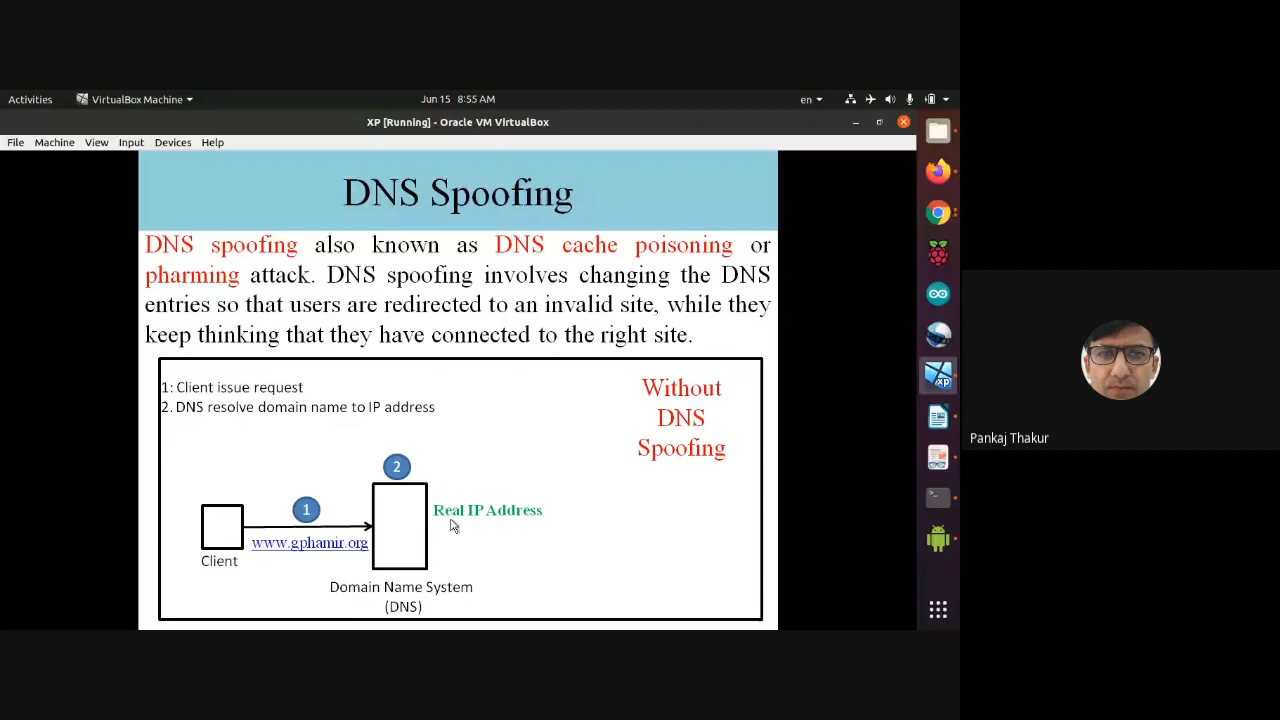 Activities VirtualBox Machine Jun 15 8:55 AM en
XP [Running] - Oracle VM VirtualBox
File Machine View Input Devices Help
DNS Spoofing
DNS spoofing also known as DNS cache poisoning or
pharming attack. DNS spoofing involves changing the DNS
entries so that users are redirected to an invalid site, while they
keep thinking that they have connected to the right site.
1: Client issue request
2. DNS resolve domain name to IP address
Without
DNS
Spoofing
2
1
Real IP Address
www.gphamir.org
Client
Domain Name System
(DNS)
xp
Pankaj Thakur